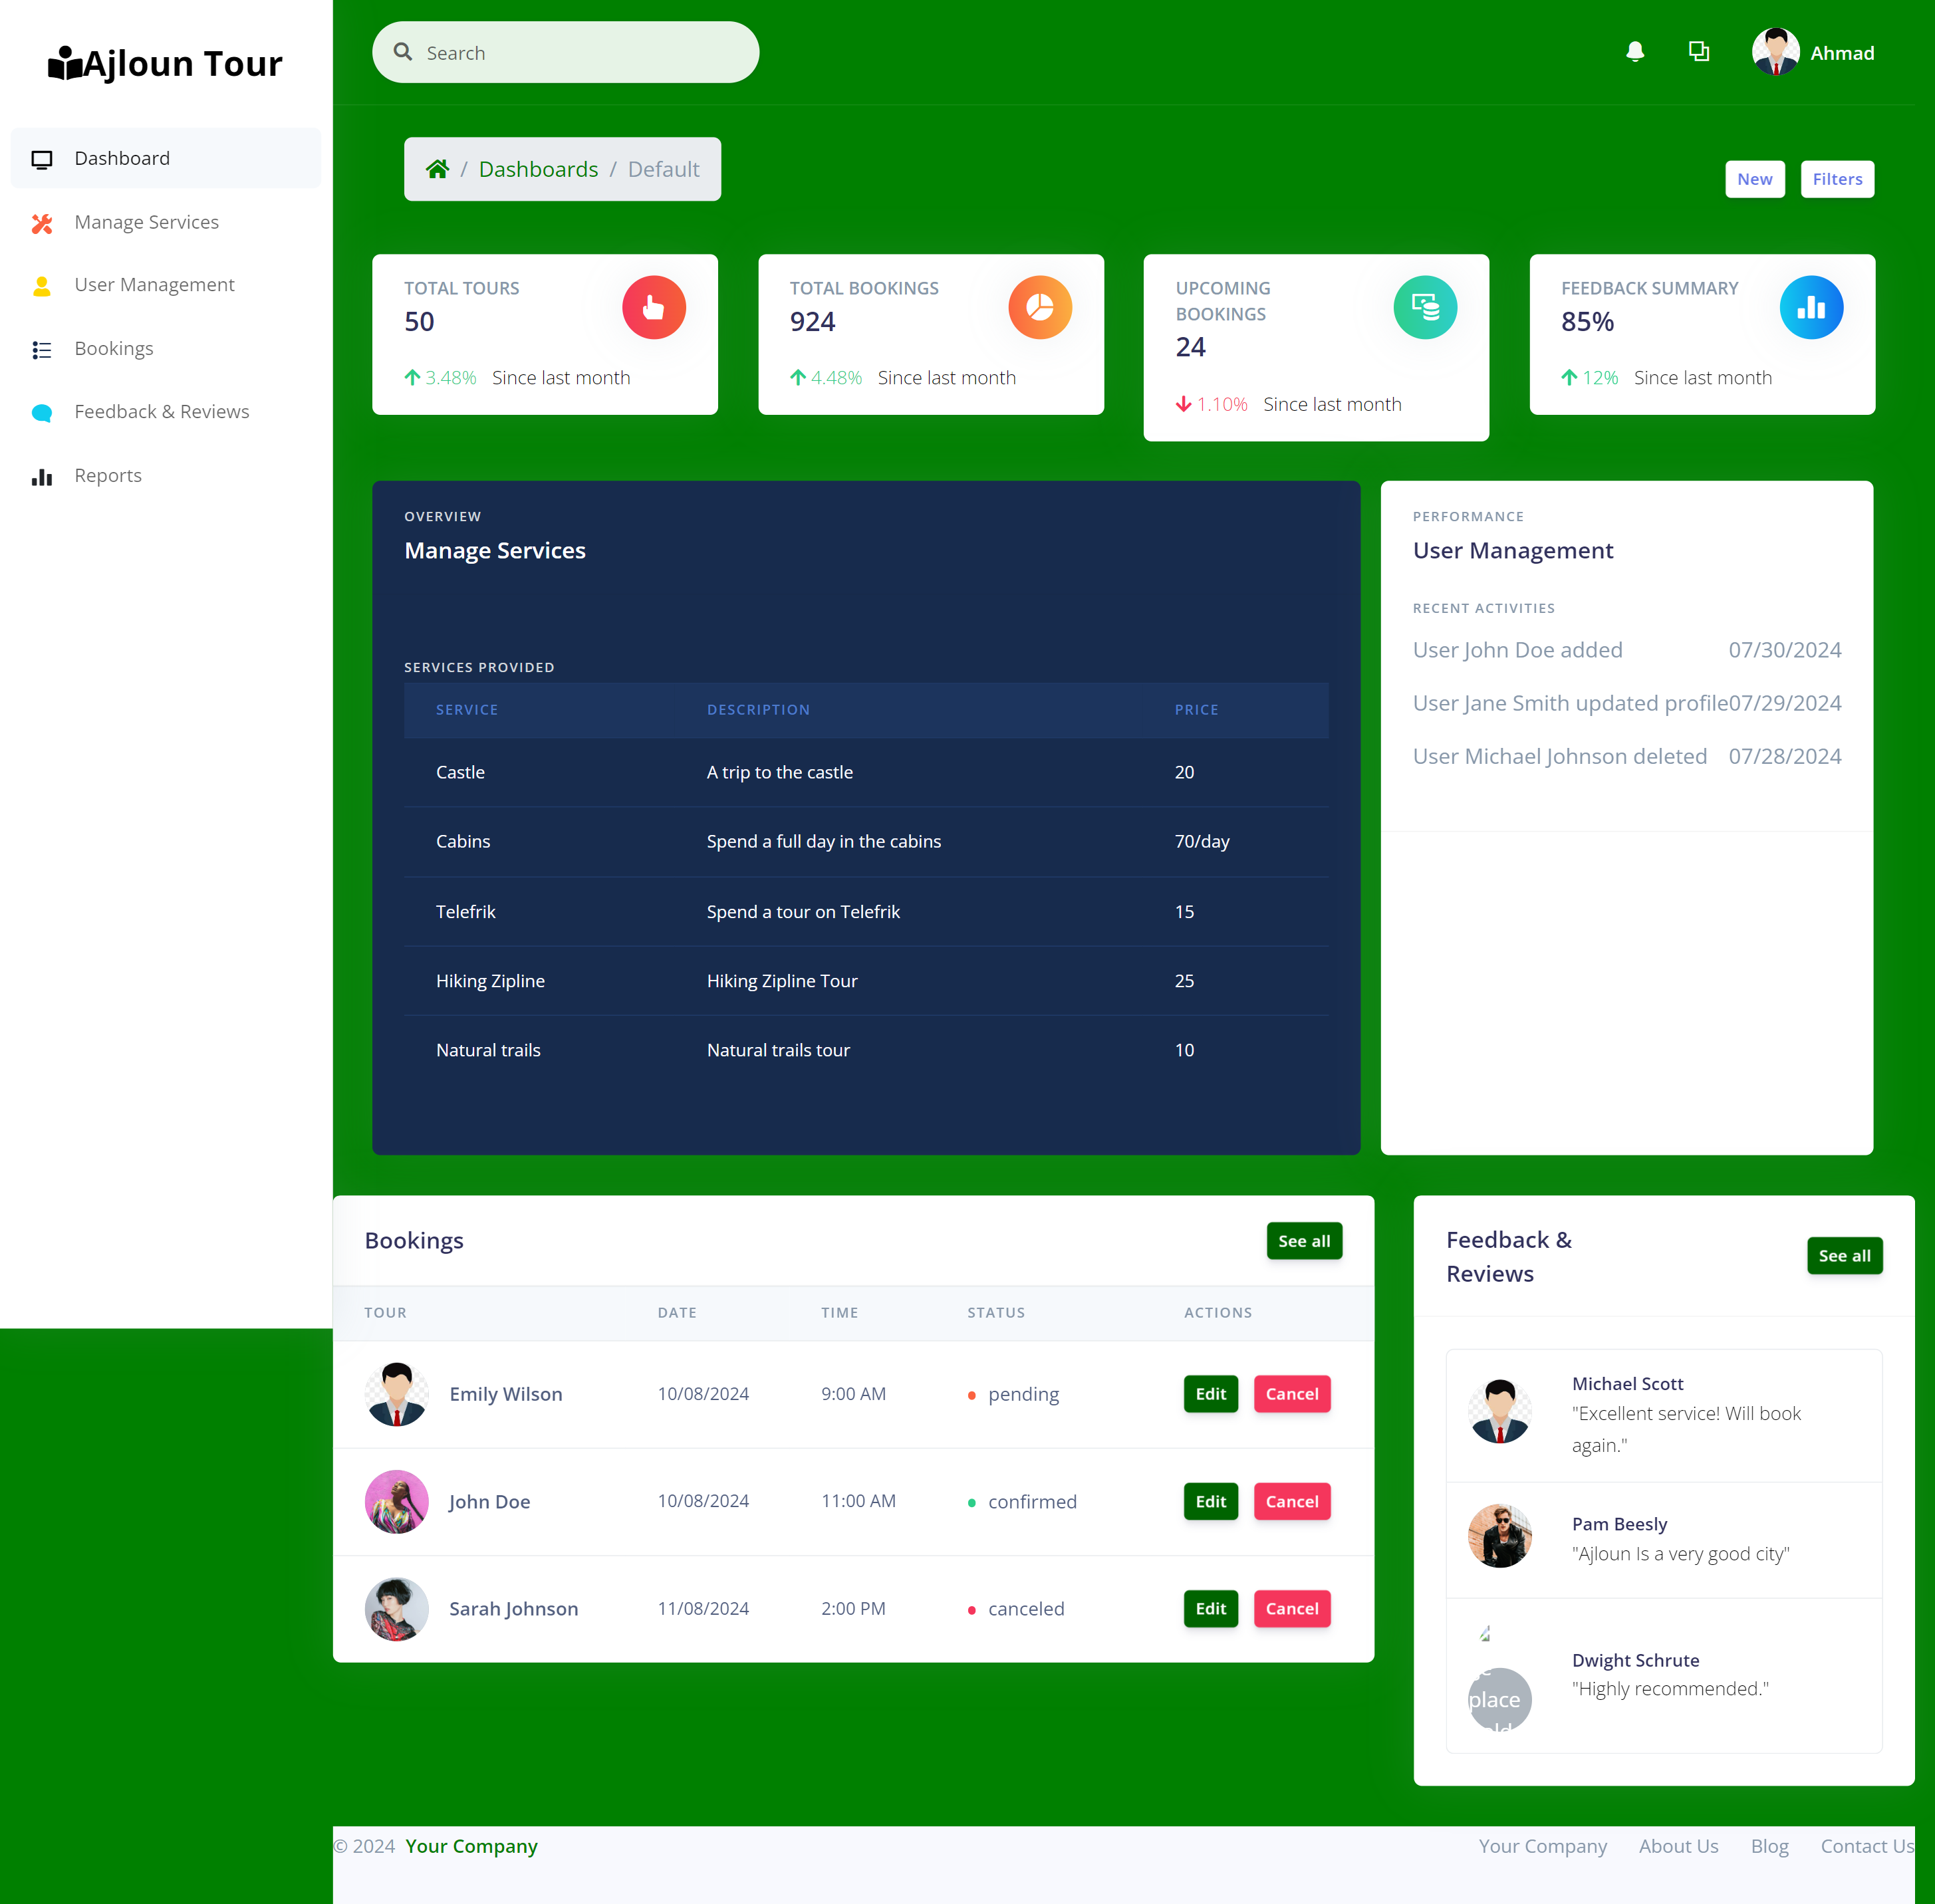 Ajloun Tour
Search
Ahmad
Dashboard
Manage Services
User Management
Bookings
Feedback & Reviews
Reports
/ Dashboards / Default
New
Filters
TOTAL TOURS
50
3.48% Since last month
TOTAL BOOKINGS
924
4.48% Since last month
UPCOMING
BOOKINGS
24
1.10% Since last month
FEEDBACK SUMMARY
85%
12% Since last month
OVERVIEW
Manage Services
SERVICES PROVIDED
SERVICE DESCRIPTION PRICE
Castle A trip to the castle 20
Cabins Spend a full day in the cabins 70/day
Telefrik Spend a tour on Telefrik 15
Hiking Zipline Hiking Zipline Tour 25
Natural trails Natural trails tour 10
PERFORMANCE
User Management
RECENT ACTIVITIES
User John Doe added 07/30/2024
User Jane Smith updated profile07/29/2024
User Michael Johnson deleted 07/28/2024
Bookings
See all
TOUR DATE TIME STATUS ACTIONS
Emily Wilson 10/08/2024 9:00 AM pending Edit Cancel
John Doe 10/08/2024 11:00 AM confirmed Edit Cancel
Sarah Johnson 11/08/2024 2:00 PM canceled Edit Cancel
Feedback &
Reviews
See all
Michael Scott
"Excellent service! Will book
again."
Pam Beesly
"Ajloun Is a very good city"
Dwight Schrute
"Highly recommended."
place
© 2024 Your Company
Your Company About Us Blog Contact Us